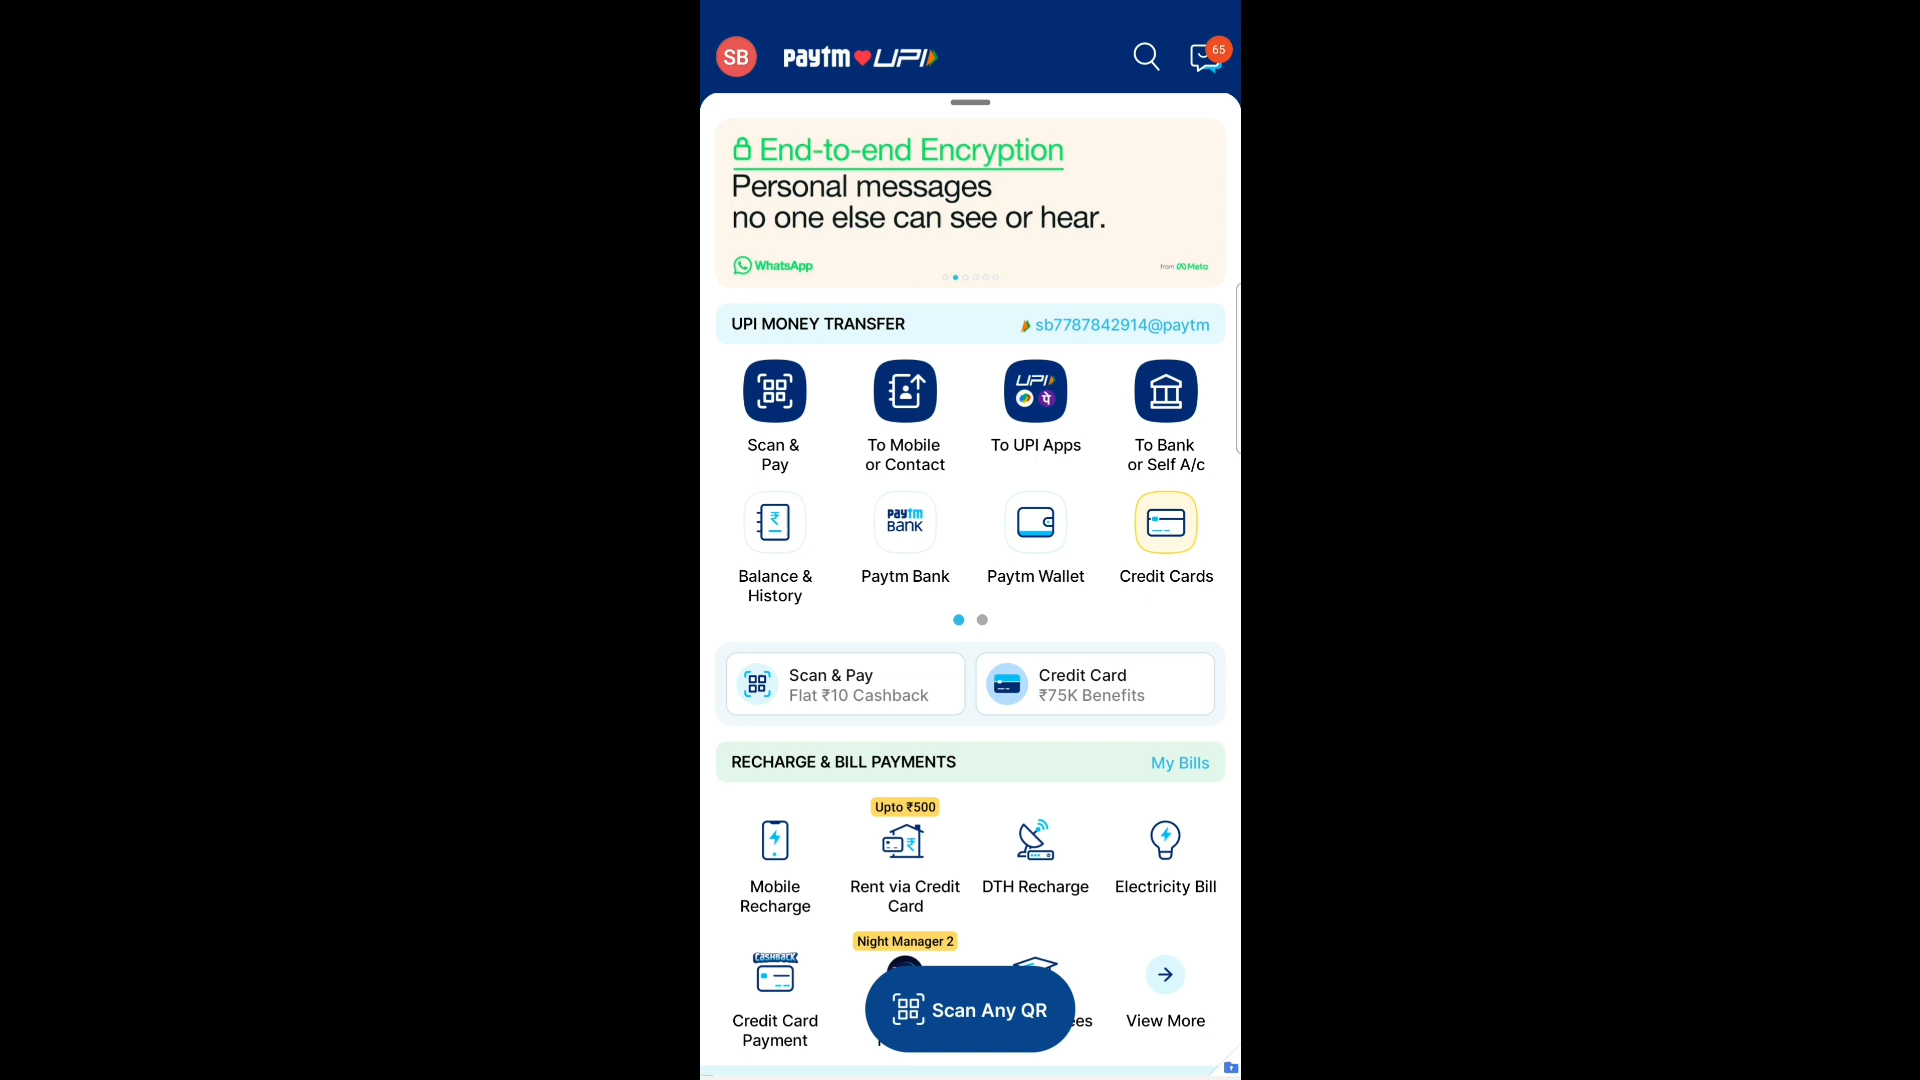 SB
paytm UPI
65
End-to-end Encryption
Personal messages
no one else can see or hear.
WhatsApp
from Meta
UPI MONEY TRANSFER
sb7787842914@paytm
UPI
पे
Scan &
Pay
To Mobile
or Contact
To UPI Apps
To Bank
or Self A/c
₹
paytm
BANK
Balance &
History
Paytm Bank
Paytm Wallet
Credit Cards
Scan & Pay
Flat ₹10 Cashback
Credit Card
₹75K Benefits
RECHARGE & BILL PAYMENTS
My Bills
Upto ₹500
₹
Mobile
Recharge
Rent via Credit
Card
DTH Recharge
Electricity Bill
Night Manager 2
CASHBACK
Credit Card
Payment
Scan Any QR
View More